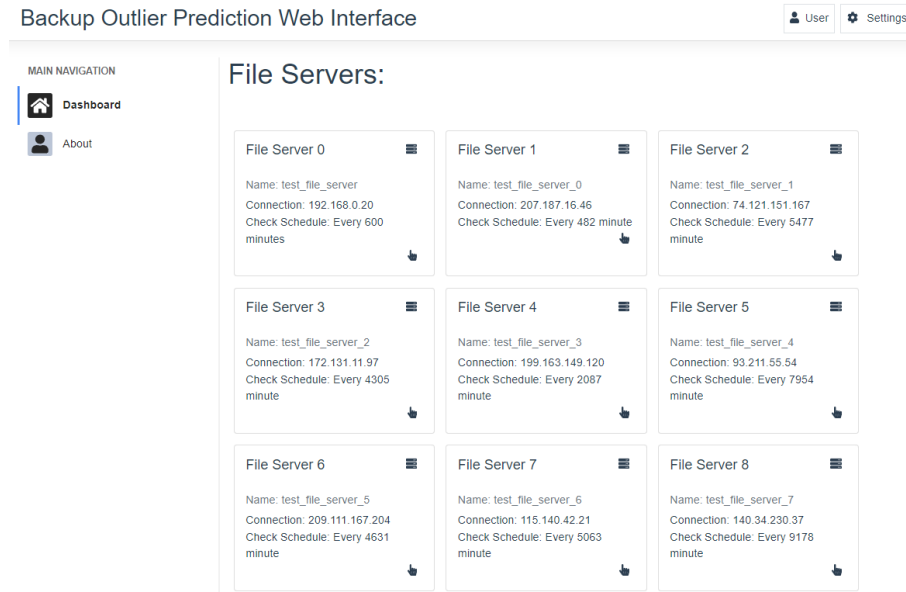 Backup Outlier Prediction Web Interface
User
Settings
MAIN NAVIGATION
Dashboard
About
File Servers:
File Server 0
Name: test_file_server
Connection: 192.168.0.20
Check Schedule: Every 600
minutes
File Server 1
Name: test_file_server_0
Connection: 207.187.16.46
Check Schedule: Every 482 minute
File Server 2
Name: test_file_server_1
Connection: 74.121.151.167
Check Schedule: Every 5477
minute
File Server 3
Name: test_file_server_2
Connection: 172.131.11.97
Check Schedule: Every 4305
minute
File Server 4
Name: test_file_server_3
Connection: 199.163.149.120
Check Schedule: Every 2087
minute
File Server 5
Name: test_file_server_4
Connection: 93.211.55.54
Check Schedule: Every 7954
minute
File Server 6
Name: test_file_server_5
Connection: 209.111.167.204
Check Schedule: Every 4631
minute
File Server 7
Name: test_file_server_6
Connection: 115.140.42.21
Check Schedule: Every 5063
minute
File Server 8
Name: test_file_server_7
Connection: 140.34.230.37
Check Schedule: Every 9178
minute